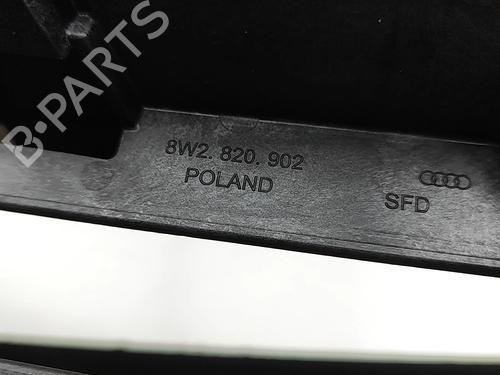 B-PARTS
8W2. 820. 902
POLAND
SFD